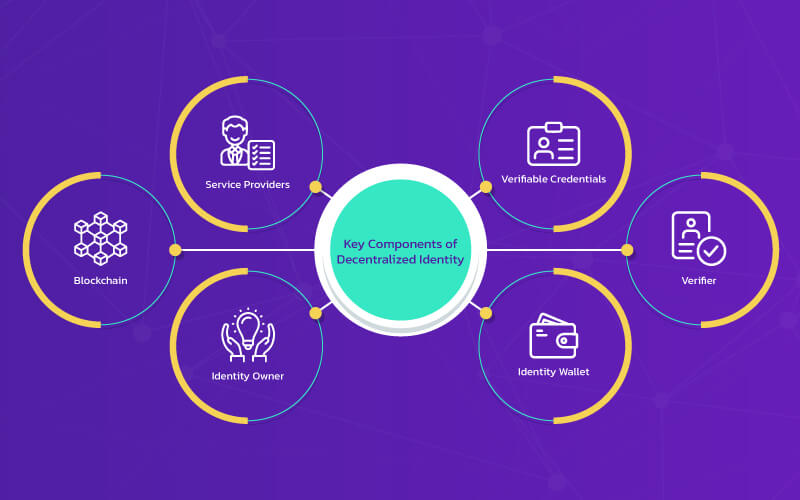 Service Providers
Verifiable Credentials
Blockchain
Key Components of
Decentralized Identity
Verifier
Identity Owner
Identity Wallet